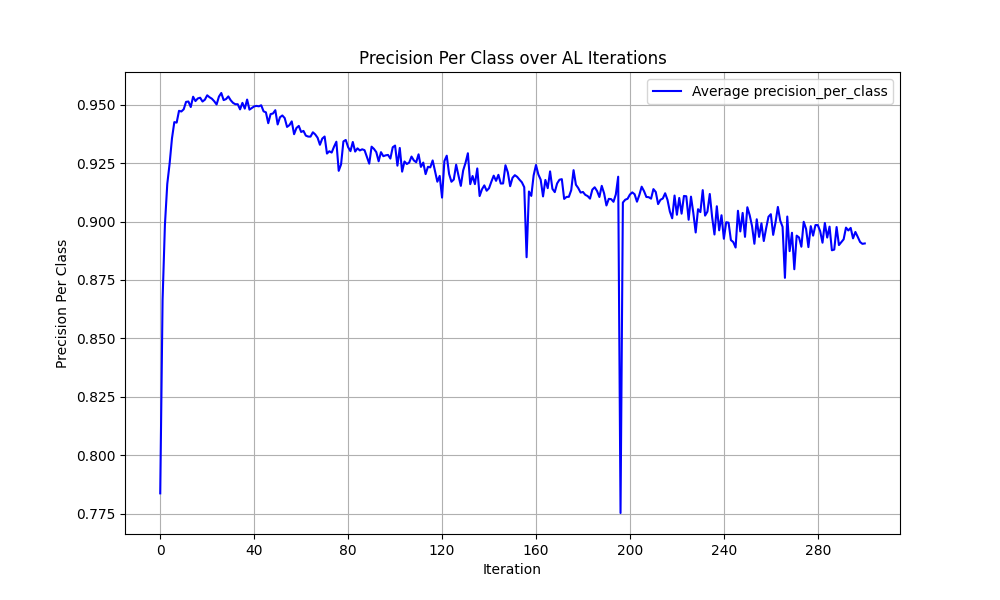 Precision Per Class over AL Iterations
Average precision_per_class
Precision Per Class
0.950
0.925
0.900
0.875
0.850
0.825
0.800
0.775
0 40 80 120 160 200 240 280
Iteration